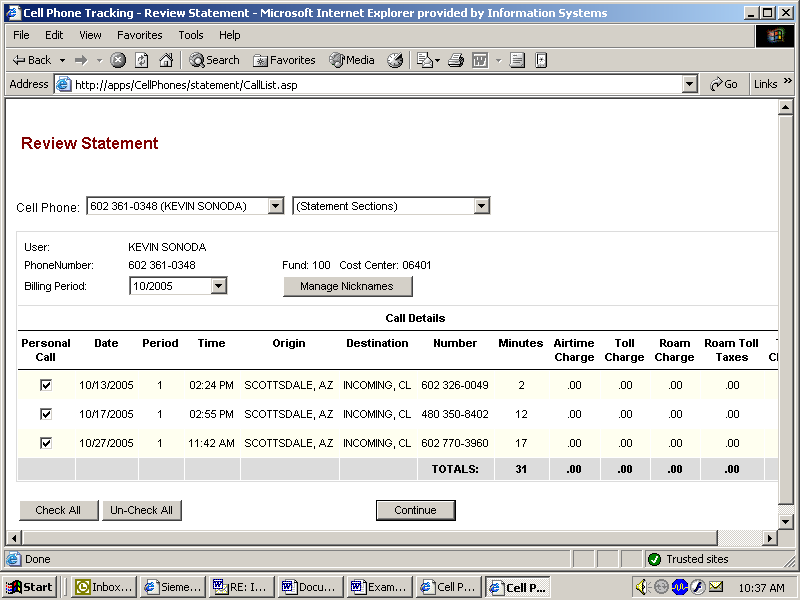 Cell Phone Tracking - Review Statement - Microsoft Internet Explorer provided by Information Systems
File Edit View Favorites Tools Help
Back Search Favorites Media
Address http://apps/CellPhones/statement/CallList.asp Go Links »
Review Statement
Cell Phone: 602 361-0348 (KEVIN SONODA) (Statement Sections)
User: KEVIN SONODA
PhoneNumber: 602 361-0348 Fund: 100 Cost Center: 06401
Billing Period: 10/2005 Manage Nicknames
Call Details
Personal Call Date Period Time Origin Destination Number Minutes Airtime Charge Toll Charge Roam Charge Roam Toll Taxes
10/13/2005 1 02:24 PM SCOTTSDALE, AZ INCOMING, CL 602 326-0049 2 .00 .00 .00 .00
10/17/2005 1 02:55 PM SCOTTSDALE, AZ INCOMING, CL 480 350-8402 12 .00 .00 .00 .00
10/27/2005 1 11:42 AM SCOTTSDALE, AZ INCOMING, CL 602 770-3960 17 .00 .00 .00 .00
TOTALS: 31 .00 .00 .00 .00
Check All Un-Check All Continue
Done Trusted sites
Start Inbox... Sieme... RE: I... Docu... Exam... Cell P... Cell P... 10:37 AM